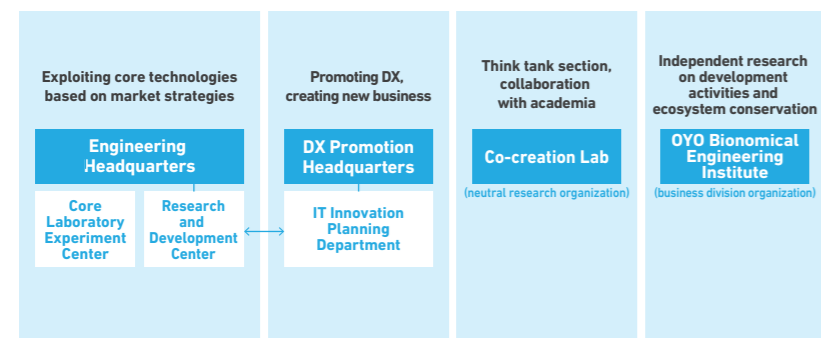 Exploiting core technologies
based on market strategies
Engineering
Headquarters
Core
Laboratory
Experiment
Center
Research
and
Development
Center
Promoting DX,
creating new business
DX Promotion
Headquarters
IT Innovation
Planning
Department
Think tank section,
collaboration
with academia
Co-creation Lab
(neutral research organization)
Independent research
on development
activities and
ecosystem conservation
OYO Bionomical
Engineering
Institute
(business division organization)